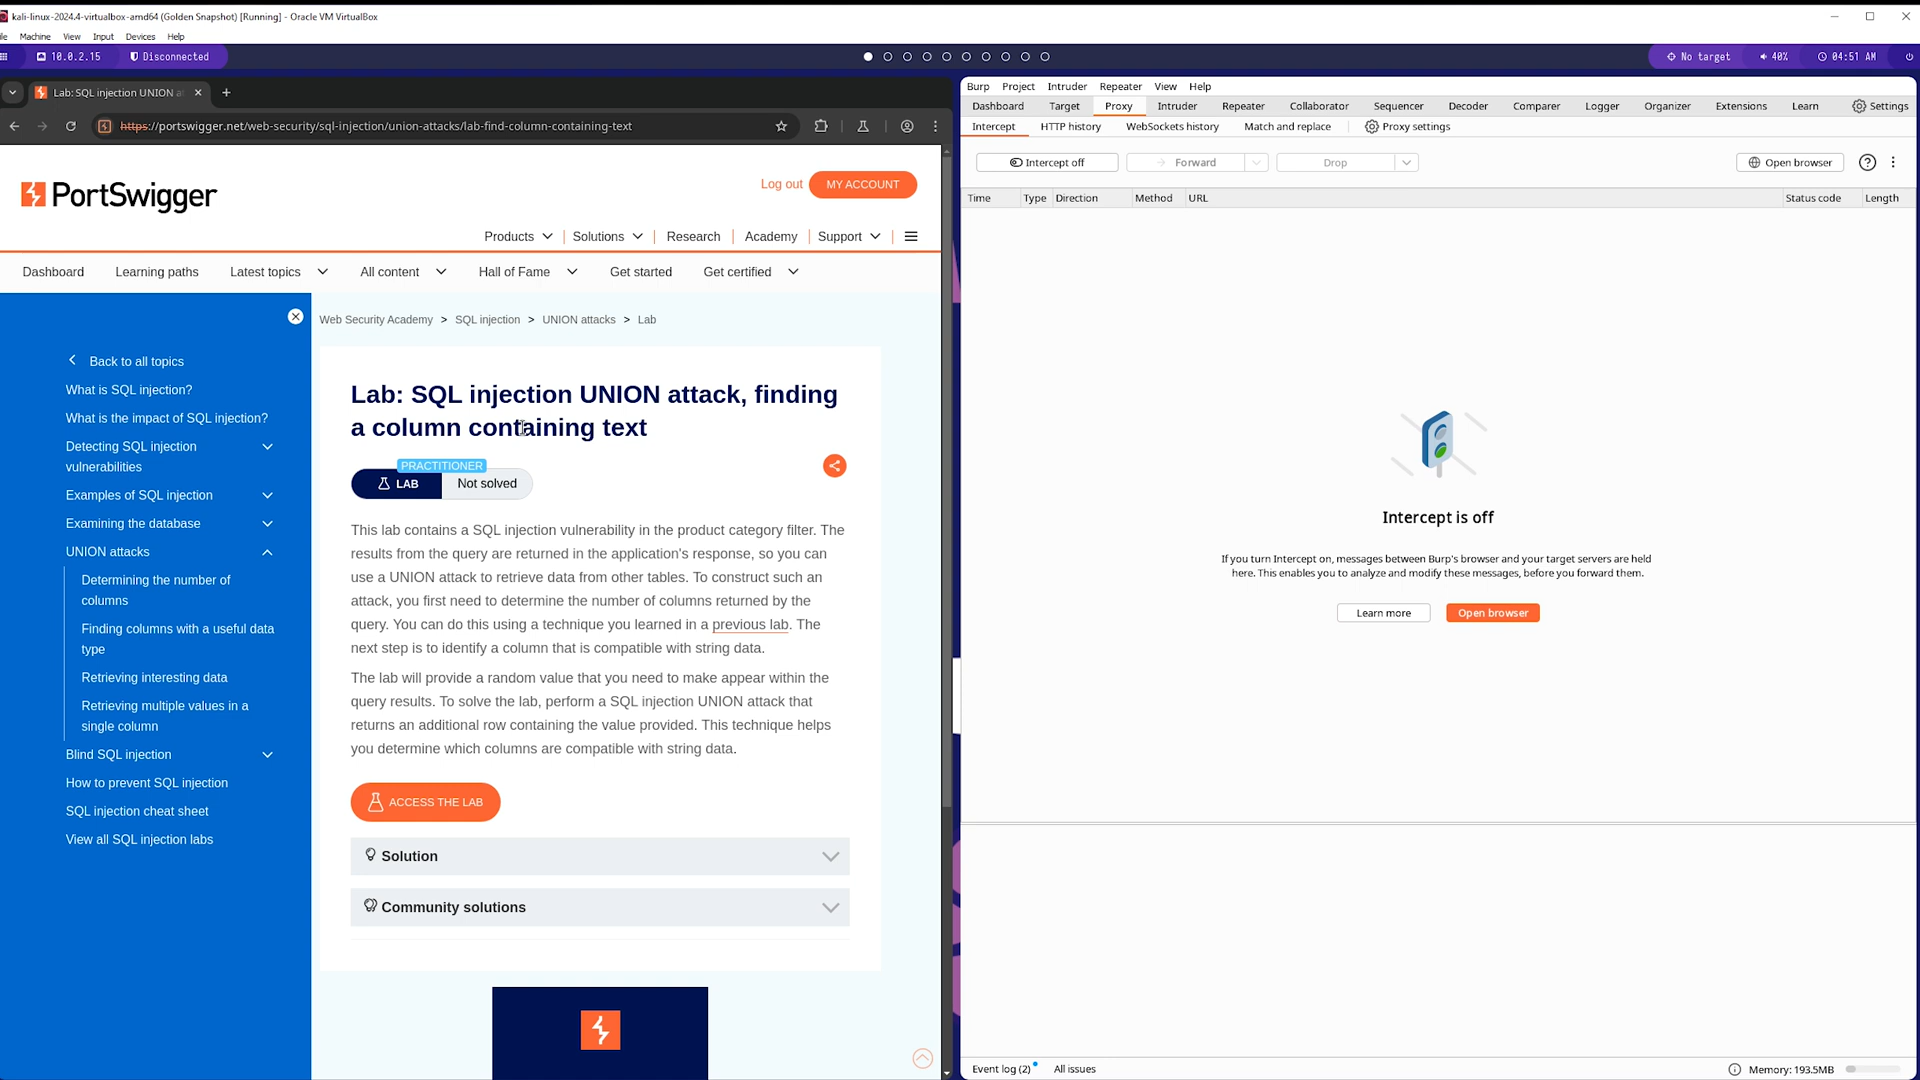 kali-linux-2024.4-virtualbox-amd64 (Golden Snapshot) [Running] - Oracle VM VirtualBox
Machine View Input Devices Help
10.0.2.15 Disconnected No target 40% 04:51 AM
Lab: SQL injection UNION a
https://portswigger.net/web-security/sql-injection/union-attacks/lab-find-column-containing-text
PortSwigger
Log out MY ACCOUNT
Products Solutions Research Academy Support
Dashboard Learning paths Latest topics All content Hall of Fame Get started Get certified
Back to all topics
What is SQL injection?
What is the impact of SQL injection?
Detecting SQL injection
vulnerabilities
Examples of SQL injection
Examining the database
UNION attacks
Determining the number of
columns
Finding columns with a useful data
type
Retrieving interesting data
Retrieving multiple values in a
single column
Blind SQL injection
How to prevent SQL injection
SQL injection cheat sheet
View all SQL injection labs
Web Security Academy > SQL injection > UNION attacks > Lab
Lab: SQL injection UNION attack, finding
a column containing text
PRACTITIONER
LAB Not solved
This lab contains a SQL injection vulnerability in the product category filter. The
results from the query are returned in the application's response, so you can
use a UNION attack to retrieve data from other tables. To construct such an
attack, you first need to determine the number of columns returned by the
query. You can do this using a technique you learned in a previous lab. The
next step is to identify a column that is compatible with string data.
The lab will provide a random value that you need to make appear within the
query results. To solve the lab, perform a SQL injection UNION attack that
returns an additional row containing the value provided. This technique helps
you determine which columns are compatible with string data.
ACCESS THE LAB
Solution
Community solutions
Burp Project Intruder Repeater View Help
Dashboard Target Proxy Intruder Repeater Collaborator Sequencer Decoder Comparer Logger Organizer Extensions Learn Settings
Intercept HTTP history WebSockets history Match and replace Proxy settings
Intercept off Forward Drop Open browser
Time Type Direction Method URL Status code Length
Intercept is off
If you turn Intercept on, messages between Burp's browser and your target servers are held
here. This enables you to analyze and modify these messages, before you forward them.
Learn more Open browser
Event log (2) All issues Memory: 193.5MB